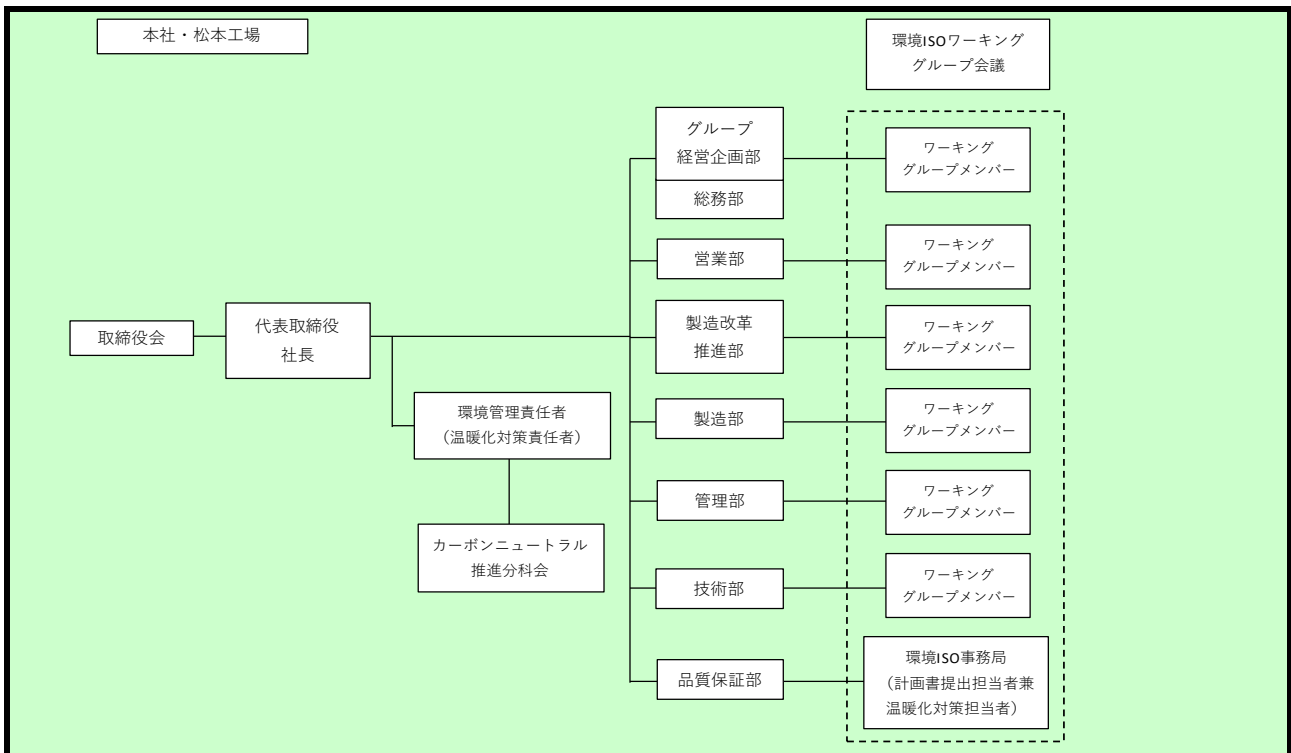 本社・松本工場
環境ISOワーキング
グループ会議
グループ
経営企画部
総務部
ワーキング
グループメンバー
営業部
ワーキング
グループメンバー
取締役会
代表取締役
社長
製造改革
推進部
ワーキング
グループメンバー
環境管理責任者
（温暖化対策責任者）
製造部
ワーキング
グループメンバー
カーボンニュートラル
推進分科会
管理部
ワーキング
グループメンバー
技術部
ワーキング
グループメンバー
品質保証部
環境ISO事務局
（計画書提出担当者兼
温暖化対策担当者）